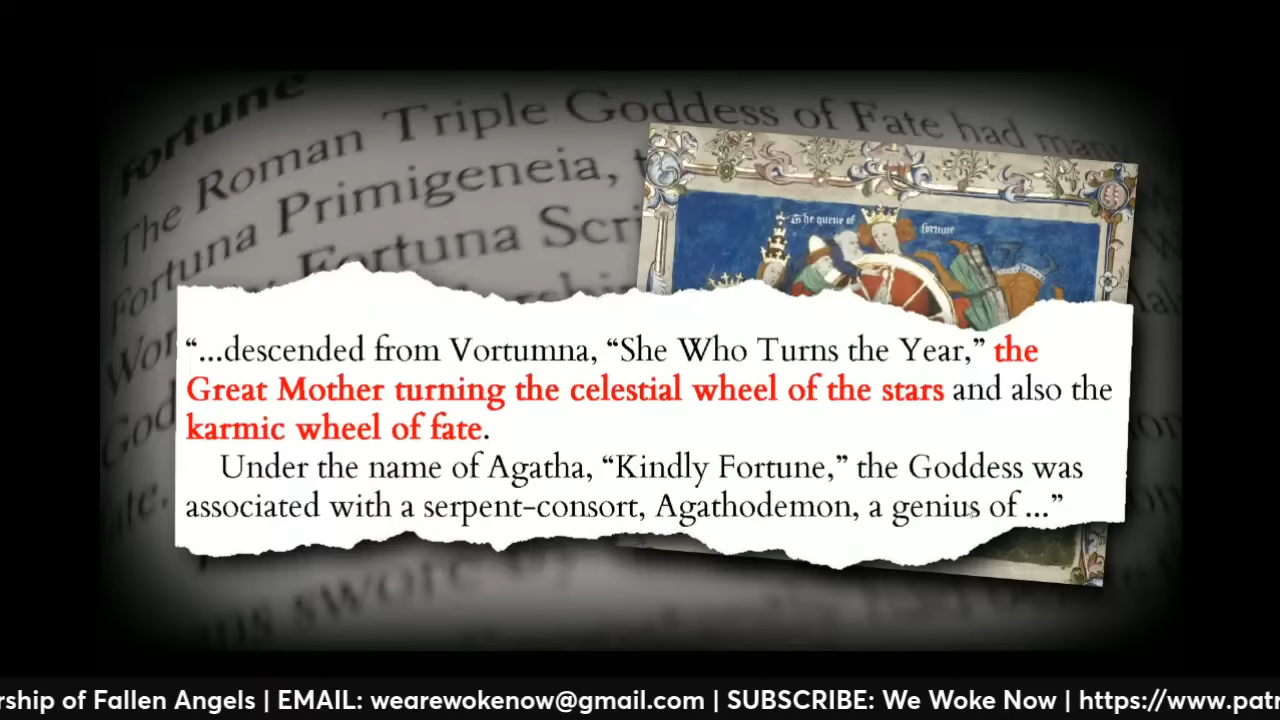 Fortune
The Roman Triple Goddess of Fate had many
Fortuna Primigeneia,
Fortuna Scri
The quene of fortune
“...descended from Vortumna, “She Who Turns the Year,” the
Great Mother turning the celestial wheel of the stars and also the
karmic wheel of fate.
Under the name of Agatha, “Kindly Fortune,” the Goddess was
associated with a serpent-consort, Agathodemon, a genius of ...”
rship of Fallen Angels | EMAIL: wearewokenow@gmail.com | SUBSCRIBE: We Woke Now | https://www.patr